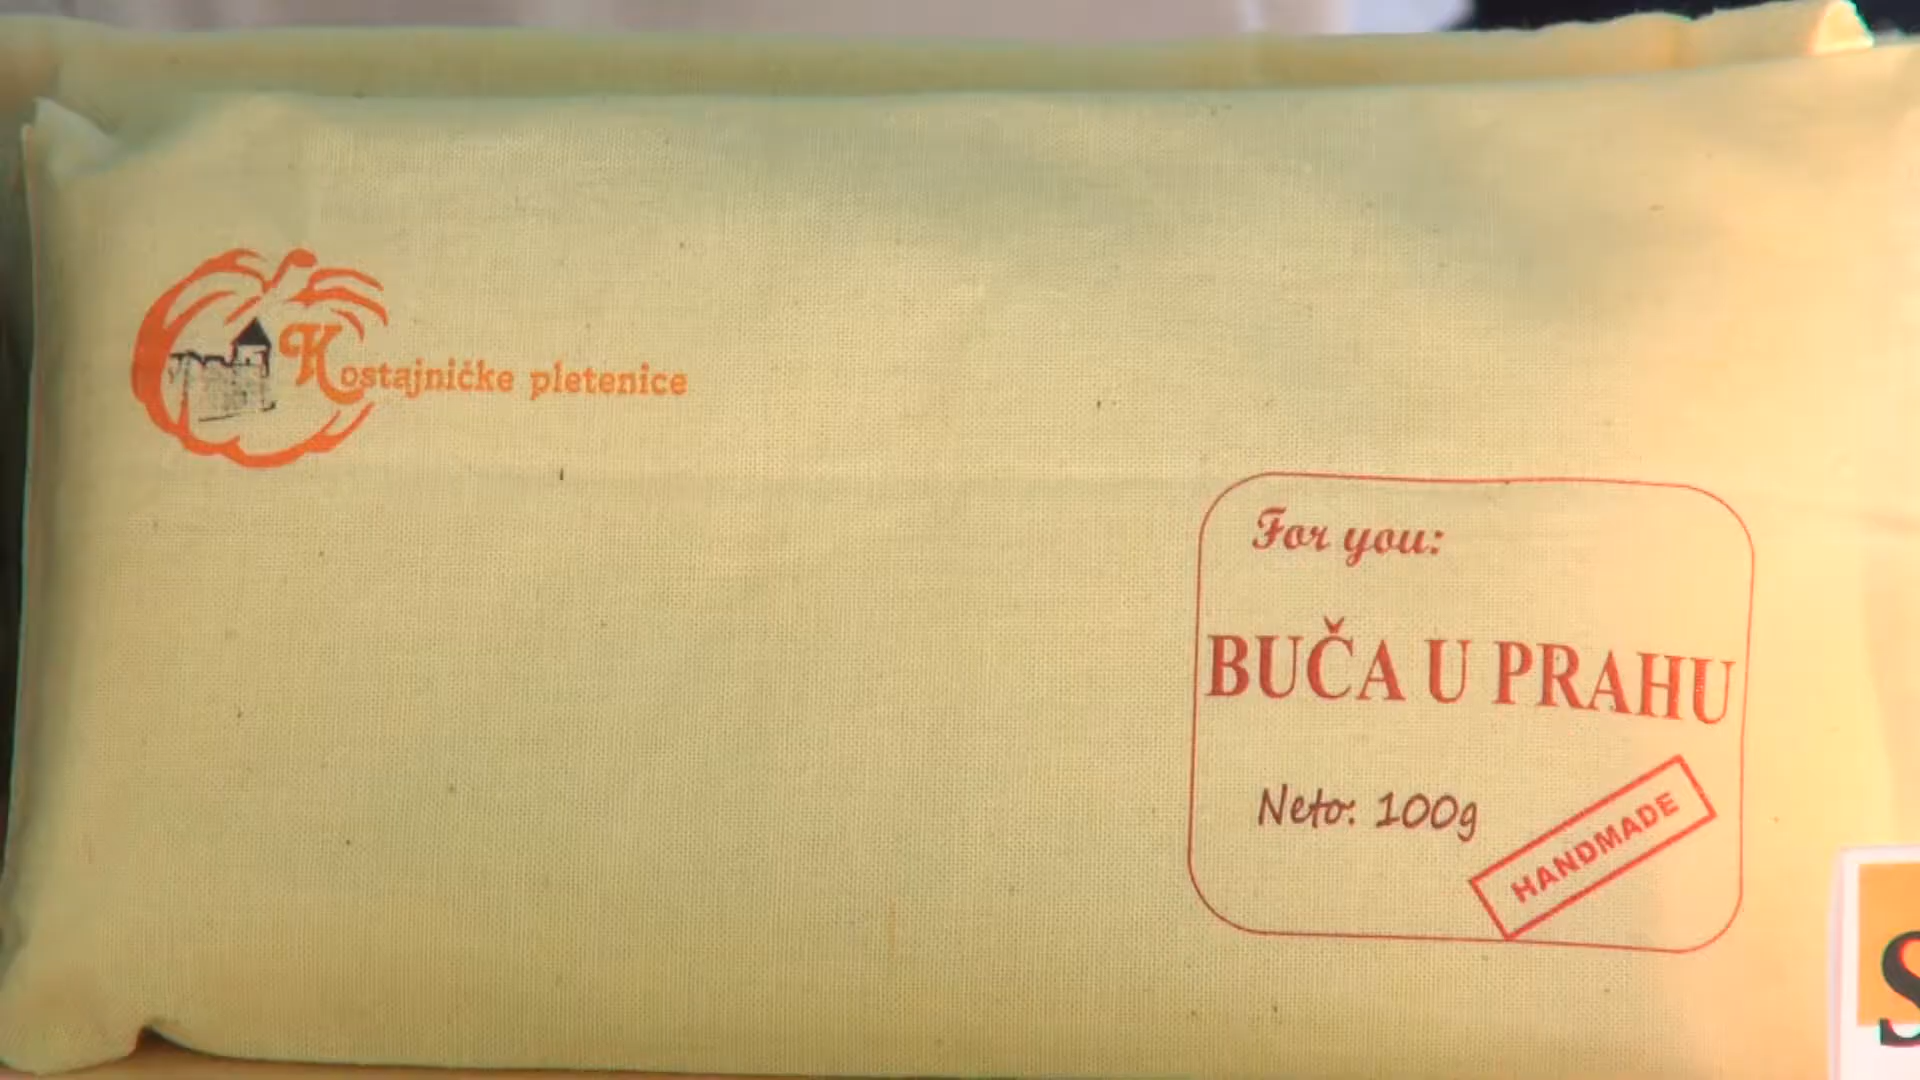 Kostajničke pletenice
For you:
BUČA U PRAHU
Neto: 100g
HANDMADE
S